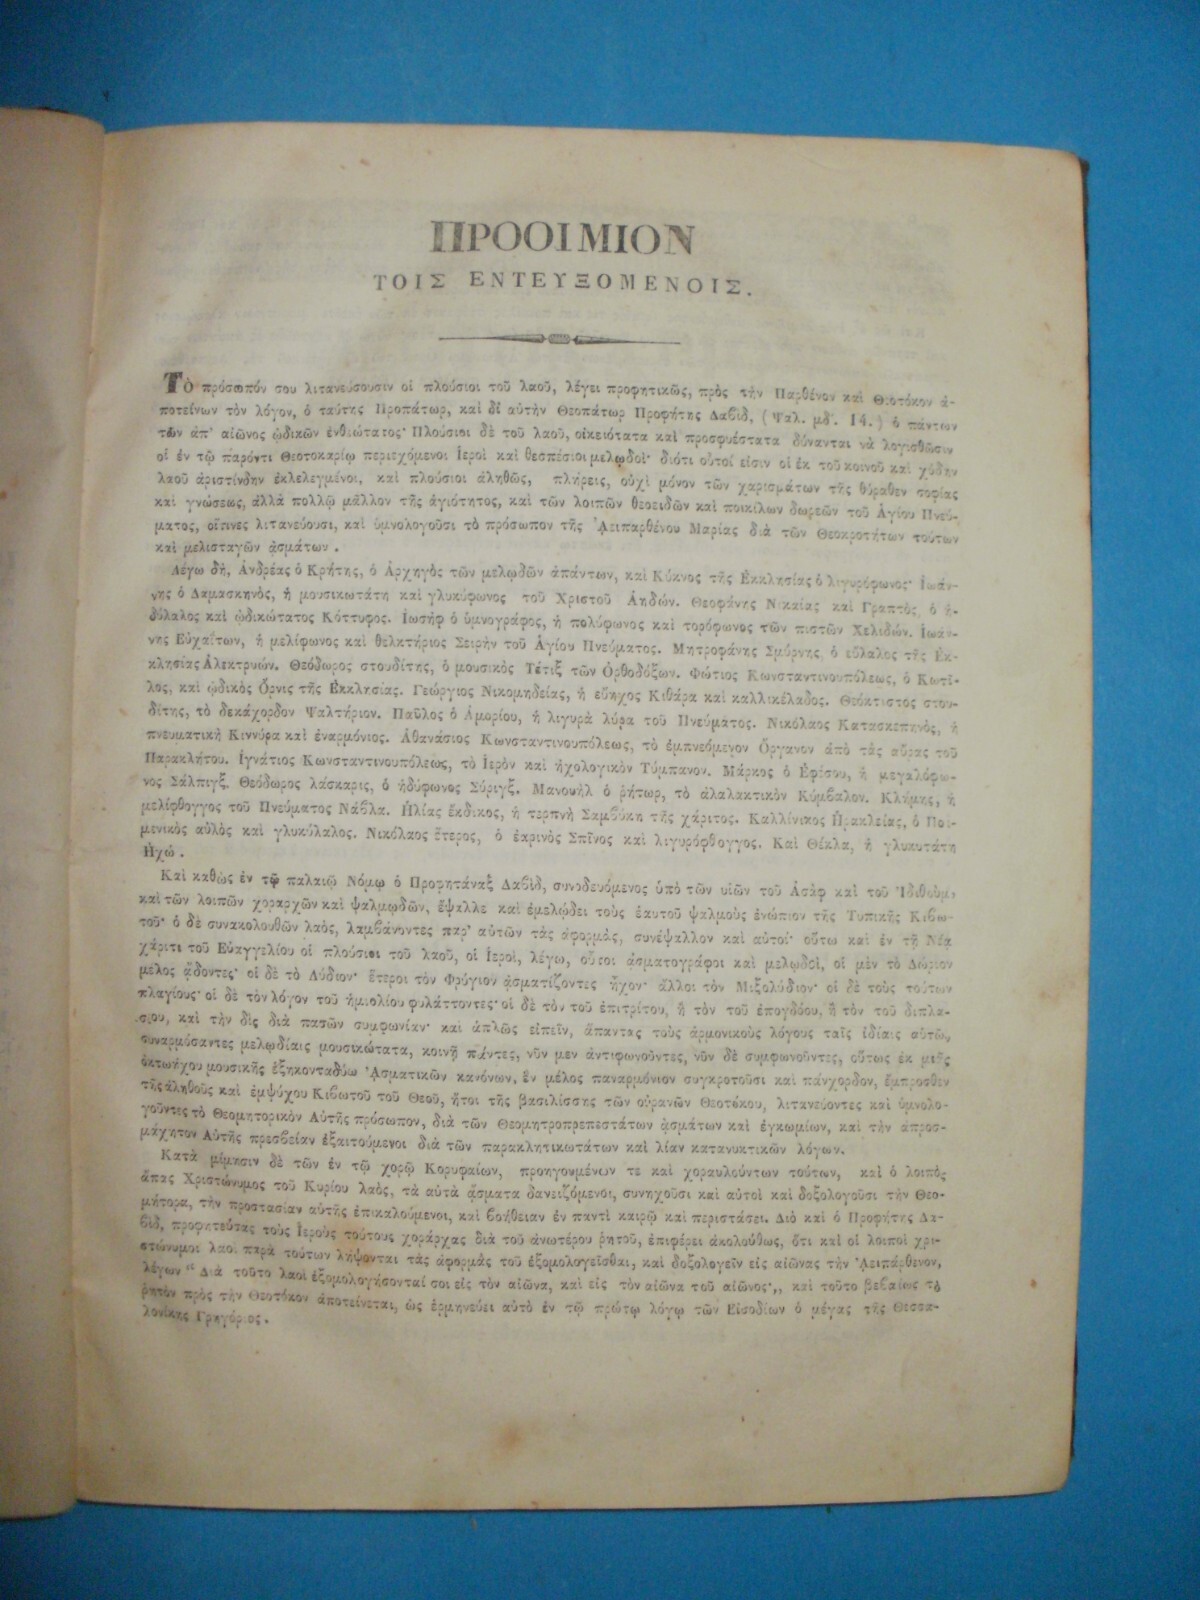 ΠΡΟΟΙΜΙΟΝ
ΤΟΙΣ ΕΝΤΕΥΞΟΜΕΝΟΙΣ.
Τὸ πρόσωπόν σου λιτανεύσουσιν οἱ πλούσιοι τοῦ λαοῦ, λέγει προφητικῶς, πρὸς τὴν Παρθένον καὶ Θεοτόκον ἀ-
ποτείνων τὸν λόγον, ὁ ταύτης Προπάτωρ, καὶ δἰ αὐτὴν Θεοπάτωρ Προφήτης Δαβὶδ, (Ψαλ. μδ. 14.) ὁ πάντων
τῶν ἀπ' αἰῶνος ᾠδικῶν ἐνθεώτατος· Πλούσιοι δὲ τοῦ λαοῦ, οἰκειότατα καὶ προσφυέστατα δύνανται νὰ λογισθῶσιν
οἱ ἐν τῷ παρόντι Θεοτοκαρίῳ περιεχόμενοι Ἱεροὶ καὶ θεσπέσιοι μελῳδοί· διότι οὗτοί εἰσιν οἱ ἐκ τοῦ κοινοῦ καὶ χύδην
λαοῦ ἀριστίνδην ἐκλελεγμένοι, καὶ πλούσιοι ἀληθῶς, πλήρεις, οὐχὶ μόνον τῶν χαρισμάτων τῆς θύραθεν σοφίας
καὶ γνώσεως, ἀλλὰ πολλῷ μᾶλλον τῆς ἁγιότητος, καὶ τῶν λοιπῶν θεοειδῶν καὶ ποικίλων δωρεῶν τοῦ Ἁγίου Πνεύ-
ματος, οἵτινες λιτανεύουσι, καὶ ὑμνολογοῦσι τὸ πρόσωπον τῆς Ἀειπαρθένου Μαρίας διὰ τῶν Θεοκροτήτων τούτων
καὶ μελισταγῶν ᾀσμάτων.
Λέγω δὴ, Ἀνδρέας ὁ Κρήτης, ὁ Ἀρχηγὸς τῶν μελῳδῶν ἁπάντων, καὶ Κύκνος τῆς Ἐκκλησίας ὁ λιγυρόφωνος· Ἰωάν-
νης ὁ Δαμασκηνὸς, ἡ μουσικωτάτη καὶ γλυκύφωνος τοῦ Χριστοῦ Ἀηδών. Θεοφάνης Νικαίας καὶ Γραπτὸς, ὁ ἡ-
δύλαλος καὶ ᾠδικώτατος Κόττυφος. Ἰωσὴφ ὁ ὑμνογράφος, ἡ πολύφωνος καὶ τορόφωνος τῶν πιστῶν Χελιδών. Ἰωάν-
νης Εὐχαΐτων, ἡ μελίφωνος καὶ θελκτήριος Σειρὴν τοῦ Ἁγίου Πνεύματος. Μητροφάνης Σμύρνης, ὁ εὔλαλος τῆς Ἐκ-
κλησίας Ἀλεκτρυών. Θεόδωρος στουδίτης, ὁ μουσικὸς Τέτιξ τῶν Ὀρθοδόξων. Φώτιος Κωνσταντινουπόλεως, ὁ Κωτί-
λος, καὶ ᾠδικὸς Ὄρνις τῆς Ἐκκλησίας. Γεώργιος Νικομηδείας, ἡ εὔηχος Κιθάρα καὶ καλλικέλαδος. Θεόκτιστος στου-
δίτης, τὸ δεκάχορδον Ψαλτήριον. Παῦλος ὁ Ἀμορίου, ἡ λιγυρὰ λύρα τοῦ Πνεύματος. Νικόλαος Κατασκεπηνὸς, ἡ
πνευματικὴ Κιννύρα καὶ ἐναρμόνιος. Ἀθανάσιος Κωνσταντινουπόλεως, τὸ ἐμπνεόμενον Ὄργανον ἀπὸ τὰς αὔρας τοῦ
Παρακλήτου. Ἰγνάτιος Κωνσταντινουπόλεως, τὸ Ἱερὸν καὶ ἠχολογικὸν Τύμπανον. Μάρκος ὁ Ἐφέσου, ἡ μεγαλόφω-
νος Σάλπιγξ. Θεόδωρος λάσκαρις, ὁ ἡδύφωνος Σύριγξ. Μανουὴλ ὁ ῥήτωρ, τὸ ἀλαλακτικὸν Κύμβαλον. Κλήμης, ἡ
μελίφθογγος τοῦ Πνεύματος Νάβλα. Ἠλίας ἔκδικος, ἡ τερπνὴ Σαμβύκη τῆς χάριτος. Καλλίνικος Ἡρακλείας, ὁ Ποι-
μενικὸς αὐλὸς καὶ γλυκύλαλος. Νικόλαος ἕτερος, ὁ ἐαρινὸς Σπῖνος καὶ λιγυρόφθογγος. Καὶ Θέκλα, ἡ γλυκυτάτη
Ἠχώ.
Καὶ καθὼς ἐν τῷ παλαιῷ Νόμῳ ὁ Προφητάναξ Δαβὶδ, συνοδευόμενος ὑπὸ τῶν υἱῶν τοῦ Ἀσὰφ καὶ τοῦ Ἰδιθοὺμ,
καὶ τῶν λοιπῶν χοραρχῶν καὶ ψαλμῳδῶν, ἔψαλλε καὶ ἐμελῴδει τοὺς ἑαυτοῦ ψαλμοὺς ἐνώπιον τῆς Τυπικῆς Κιβω-
τοῦ· ὁ δὲ συνακολουθῶν λαὸς, λαμβάνοντες παρ' αὐτῶν τὰς ἀφορμὰς, συνέψαλλον καὶ αὐτοί· οὕτω καὶ ἐν τῇ Νέᾳ
χάριτι τοῦ Εὐαγγελίου οἱ πλούσιοι τοῦ λαοῦ, οἱ Ἱεροὶ, λέγω, οὗτοι ᾀσματογράφοι καὶ μελῳδοὶ, οἱ μὲν τὸ Δώριον
μέλος ᾄδοντες· οἱ δὲ τὸ Λύδιον· ἕτεροι τὸν Φρύγιον ᾀσματίζοντες ἦχον· ἄλλοι τὸν Μιξολύδιον· οἱ δὲ τοὺς τούτων
πλαγίους· οἱ δὲ τὸν λόγον τοῦ ἡμιολίου φυλάττοντες· οἱ δὲ τὸν τοῦ ἐπιτρίτου, ἢ τὸν τοῦ ἐπογδόου, ἢ τὸν τοῦ διπλα-
σίου, καὶ τὴν δὶς διὰ πασῶν συμφωνίαν· καὶ ἁπλῶς εἰπεῖν, ἅπαντας τοὺς ἁρμονικοὺς λόγους ταῖς ἰδίαις αὐτῶν
συναρμόσαντες μελῳδίαις μουσικώτατα, κοινῇ πάντες, νῦν μὲν ἀντιφωνοῦντες, νῦν δὲ συμφωνοῦντες, οὕτως ἐκ μιᾶς
ὀκτωήχου μουσικῆς ἑξηκονταδύω Ἀσματικῶν κανόνων, ἓν μέλος παναρμόνιον συγκροτοῦσι καὶ πάνχορδον, ἔμπροσθεν
τῆς ἀληθοῦς καὶ ἐμψύχου Κιβωτοῦ τοῦ Θεοῦ, ἤτοι τῆς βασιλίσσης τῶν οὐρανῶν Θεοτόκου, λιτανεύοντες καὶ ὑμνολο-
γοῦντες τὸ Θεομητορικὸν Αὐτῆς πρόσωπον, διὰ τῶν Θεομητροπρεπεστάτων ᾀσμάτων καὶ ἐγκωμίων, καὶ τὴν ἀπροσ-
μάχητον Αὐτῆς πρεσβείαν ἐξαιτούμενοι διὰ τῶν παρακλητικωτάτων καὶ λίαν κατανυκτικῶν λόγων.
Κατὰ μίμησιν δὲ τῶν ἐν τῷ χορῷ Κορυφαίων, προηγουμένων τε καὶ χοραυλούντων τούτων, καὶ ὁ λοιπὸς
ἅπας Χριστώνυμος τοῦ Κυρίου λαὸς, τὰ αὐτὰ ᾄσματα δανειζόμενοι, συνηχοῦσι καὶ αὐτοὶ καὶ δοξολογοῦσι τὴν Θεο-
μήτορα, τὴν προστασίαν αὐτῆς ἐπικαλούμενοι, καὶ βοήθειαν ἐν παντὶ καιρῷ καὶ περιστάσει. Διὸ καὶ ὁ Προφήτης Δα-
βὶδ, προφητεύσας τοὺς Ἱεροὺς τούτους χοράρχας διὰ τοῦ ἀνωτέρου ῥητοῦ, ἐπιφέρει ἀκολούθως, ὅτι καὶ οἱ λοιποὶ χρι-
στώνυμοι λαοὶ παρὰ τούτων λήψονται τὰς ἀφορμὰς τοῦ ἐξομολογεῖσθαι, καὶ δοξολογεῖν εἰς αἰῶνας τὴν Ἀειπάρθενον,
λέγων "Διὰ τοῦτο λαοὶ ἐξομολογήσονταί σοι εἰς τὸν αἰῶνα, καὶ εἰς τὸν αἰῶνα τοῦ αἰῶνος·,, καὶ τοῦτο βεβαίως τὸ
ῥητὸν πρὸς τὴν Θεοτόκον ἀποτείνεται, ὡς ἑρμηνεύει αὐτὸ ἐν τῷ πρώτῳ λόγῳ τῶν Εἰσοδίων ὁ μέγας τῆς Θεσσα-
λονίκης Γρηγόριος.